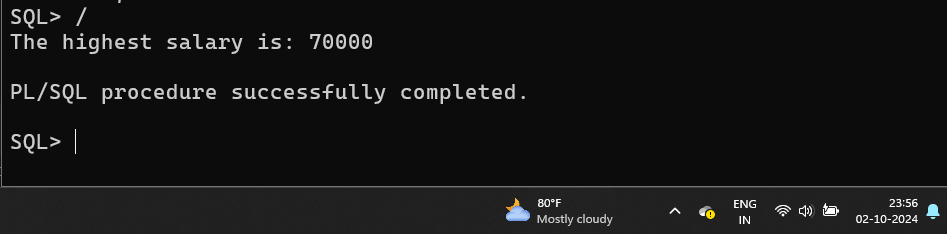 SQL> /
The highest salary is: 70000
PL/SQL procedure successfully completed.
SQL>
80°F
Mostly cloudy
ENG
IN
23:56
02-10-2024